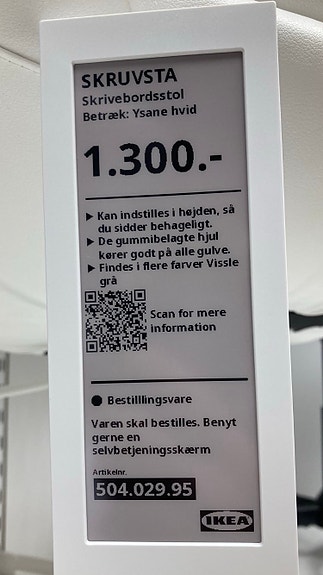 SKRUVSTA
Skrivebordsstol
Betræk: Ysane hvid
1.300.-
▶ Kan indstilles i højden, så
du sidder behageligt.
▶ De gummibelagte hjul
kører godt på alle gulve.
▶ Findes i flere farver Vissle
grå
Scan for mere
information
● Bestilllingsvare
Varen skal bestilles. Benyt
gerne en
selvbetjeningsskærm
Artikelnr.
504.029.95
IKEA